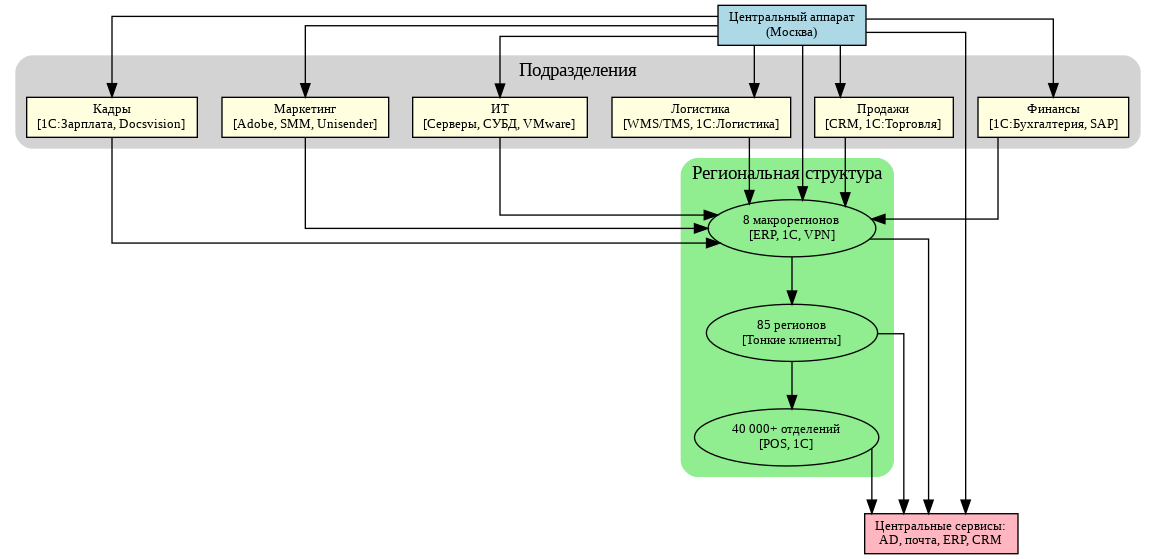 Центральный аппарат
(Москва)
Подразделения
Кадры
[1С:Зарплата, Docsvision]
Маркетинг
[Adobe, SMM, Unisender]
ИТ
[Серверы, СУБД, VMware]
Логистика
[WMS/TMS, 1С:Логистика]
Продажи
[CRM, 1С:Торговля]
Финансы
[1С:Бухгалтерия, SAP]
Региональная структура
8 макрорегионов
[ERP, 1С, VPN]
85 регионов
[Тонкие клиенты]
40 000+ отделений
[POS, 1С]
Центральные сервисы:
AD, почта, ERP, CRM